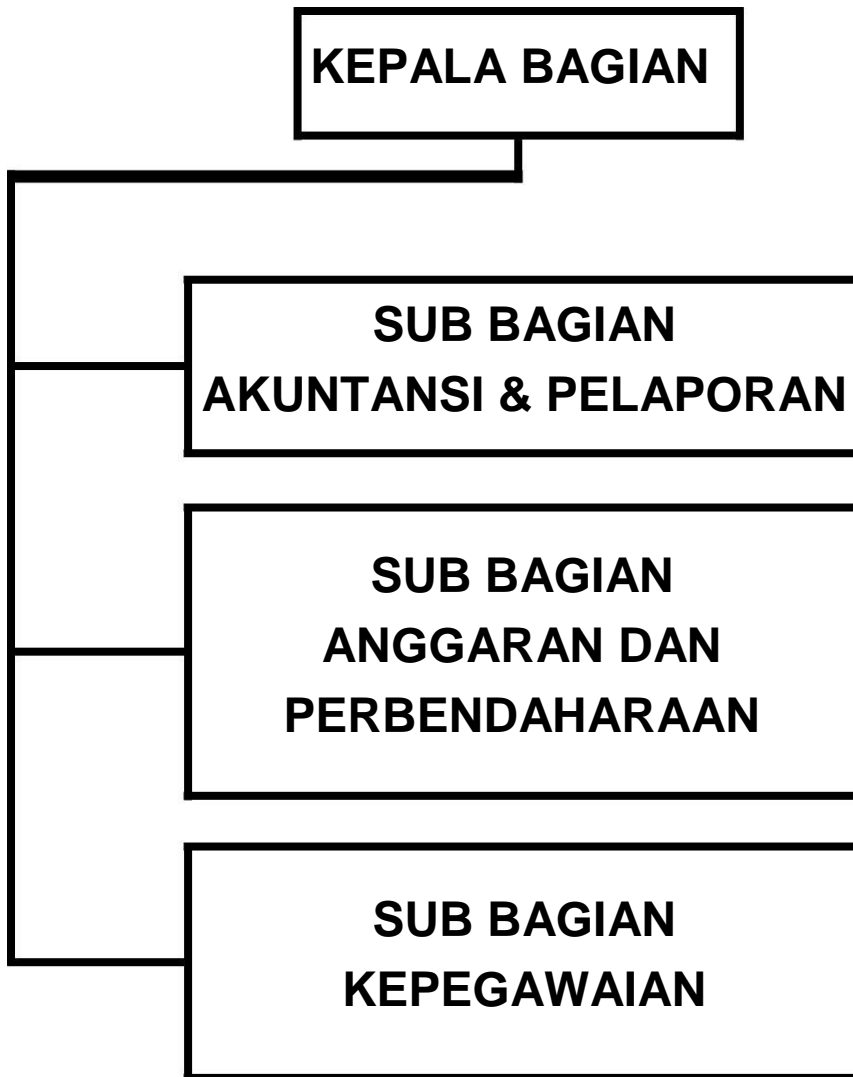 KEPALA BAGIAN
SUB BAGIAN
AKUNTANSI & PELAPORAN
SUB BAGIAN
ANGGARAN DAN
PERBENDAHARAAN
SUB BAGIAN
KEPEGAWAIAN